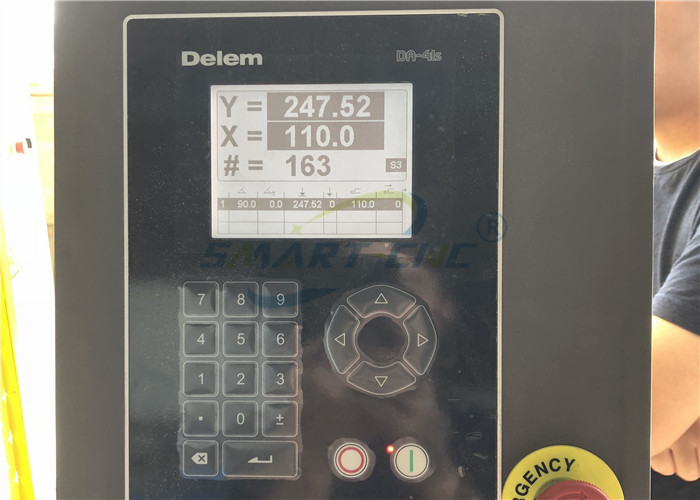 Delem DA-41s
Y = 247.52
X = 110.0
# = 163 S3
1 90.0 0.0 247.52 0 110.0 0
SMART CNC ®
7 8 9
4 5 6
1 2 3
. 0 ±
EMERGENCY